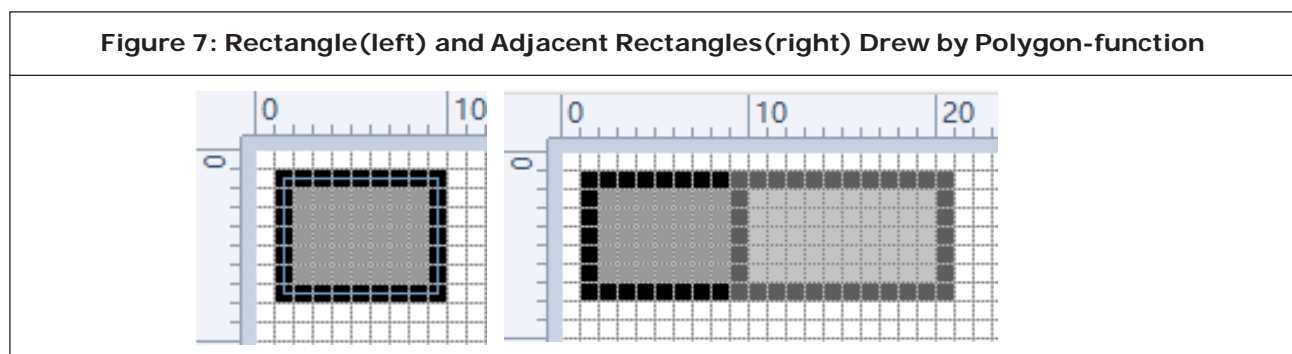 Figure 7: Rectangle(left) and Adjacent Rectangles(right) Drew by Polygon-function
0 10
0 10 20
0
0